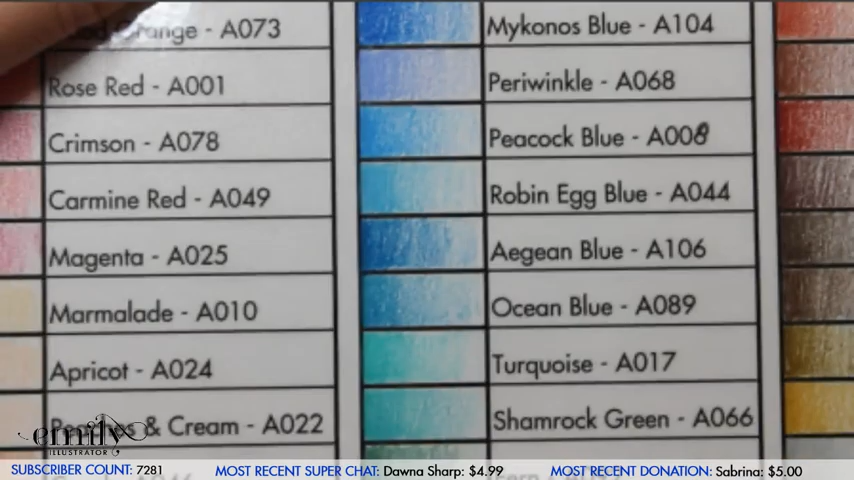 Orange - A073
Rose Red - A001
Crimson - A078
Carmine Red - A049
Magenta - A025
Marmalade - A010
Apricot - A024
& Cream - A022
Mykonos Blue - A104
Periwinkle - A068
Peacock Blue - A008
Robin Egg Blue - A044
Aegean Blue - A106
Ocean Blue - A089
Turquoise - A017
Shamrock Green - A066
emily
ILLUSTRATOR
SUBSCRIBER COUNT: 7281
MOST RECENT SUPER CHAT: Dawna Sharp: $4.99
MOST RECENT DONATION: Sabrina: $5.00